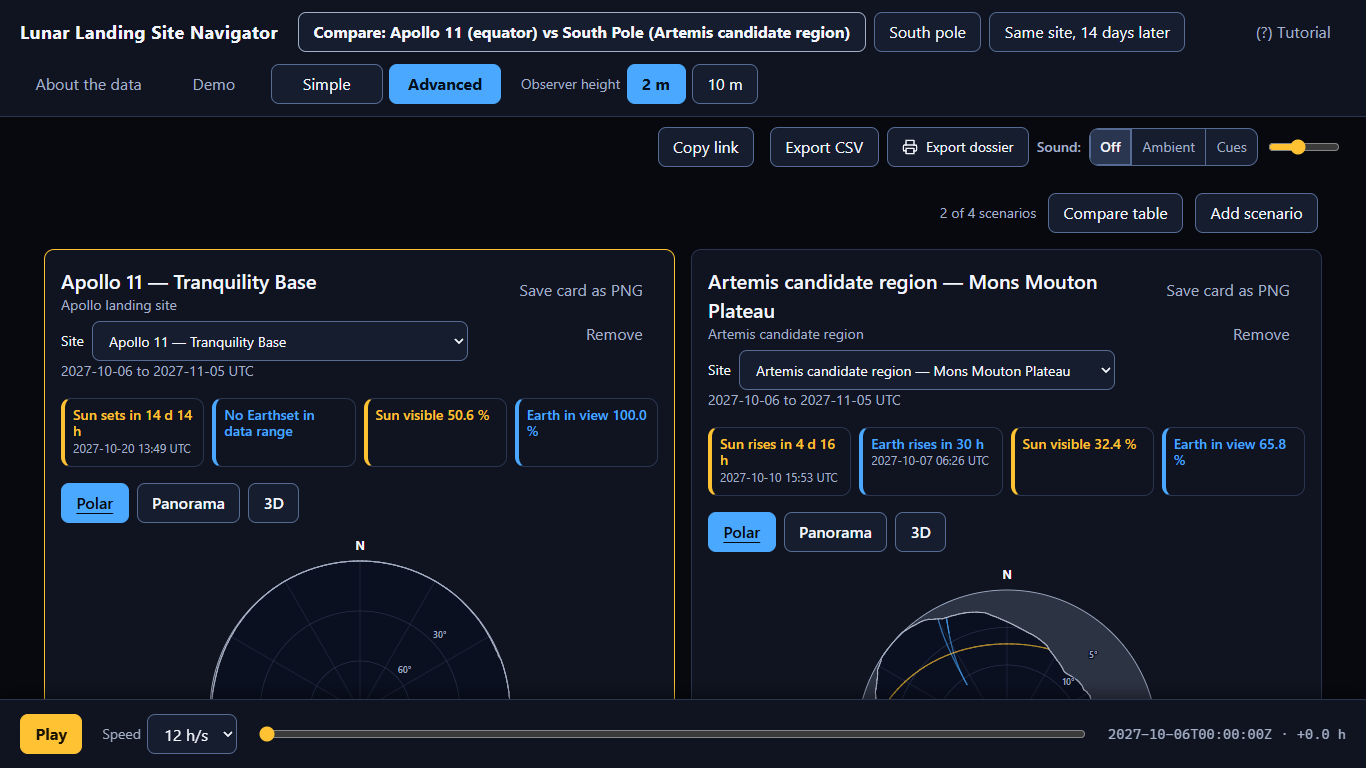 Lunar Landing Site Navigator
Compare: Apollo 11 (equator) vs South Pole (Artemis candidate region)
South pole
Same site, 14 days later
(?) Tutorial
About the data
Demo
Simple
Advanced
Observer height
2 m
10 m
Copy link
Export CSV
Export dossier
Sound:
Off
Ambient
Cues
2 of 4 scenarios
Compare table
Add scenario
Apollo 11 — Tranquility Base
Apollo landing site
Save card as PNG
Remove
Site
Apollo 11 — Tranquility Base
2027-10-06 to 2027-11-05 UTC
Sun sets in 14 d 14
h
2027-10-20 13:49 UTC
No Earthset in
data range
Sun visible 50.6 %
Earth in view 100.0
%
Polar
Panorama
3D
N
30°
60°
Artemis candidate region — Mons Mouton
Plateau
Artemis candidate region
Save card as PNG
Remove
Site
Artemis candidate region — Mons Mouton Plateau
2027-10-06 to 2027-11-05 UTC
Sun rises in 4 d 16
h
2027-10-10 15:53 UTC
Earth rises in 30 h
2027-10-07 06:26 UTC
Sun visible 32.4 %
Earth in view 65.8
%
Polar
Panorama
3D
N
5°
10°
Play
Speed
12 h/s
2027-10-06T00:00:00Z · +0.0 h